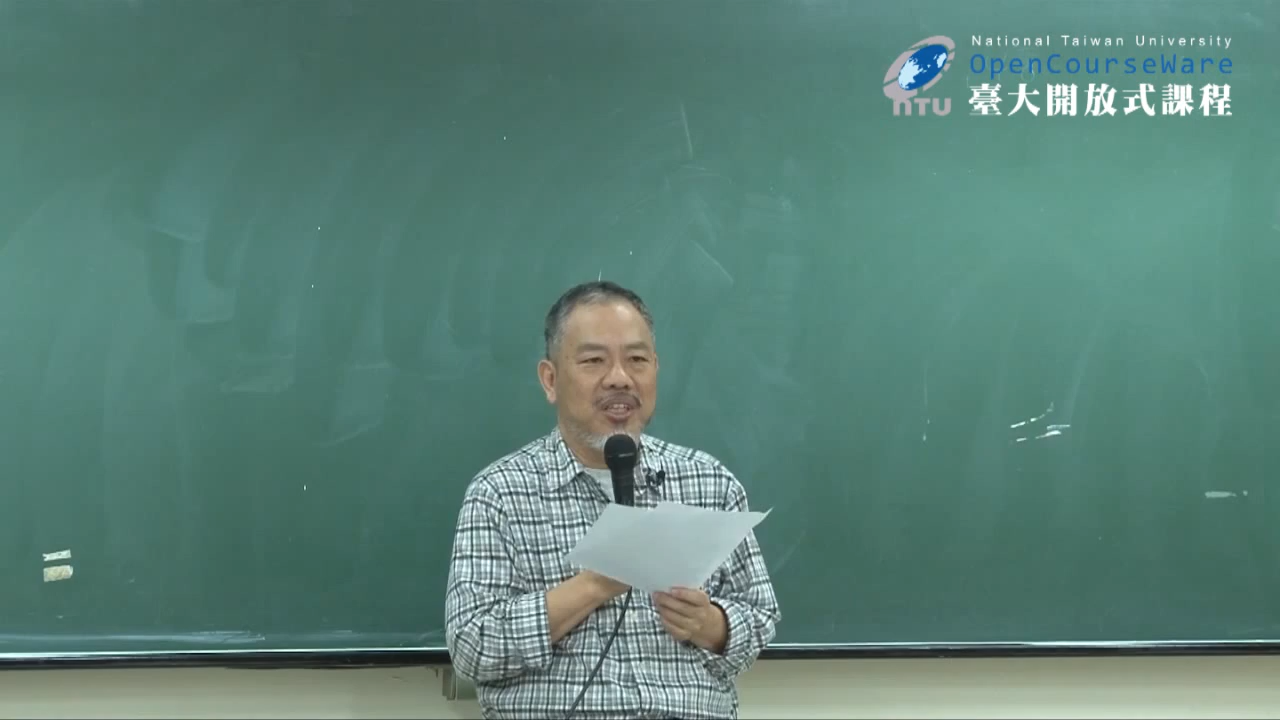 National Taiwan University
OpenCourseWare
臺大開放式課程
NTU